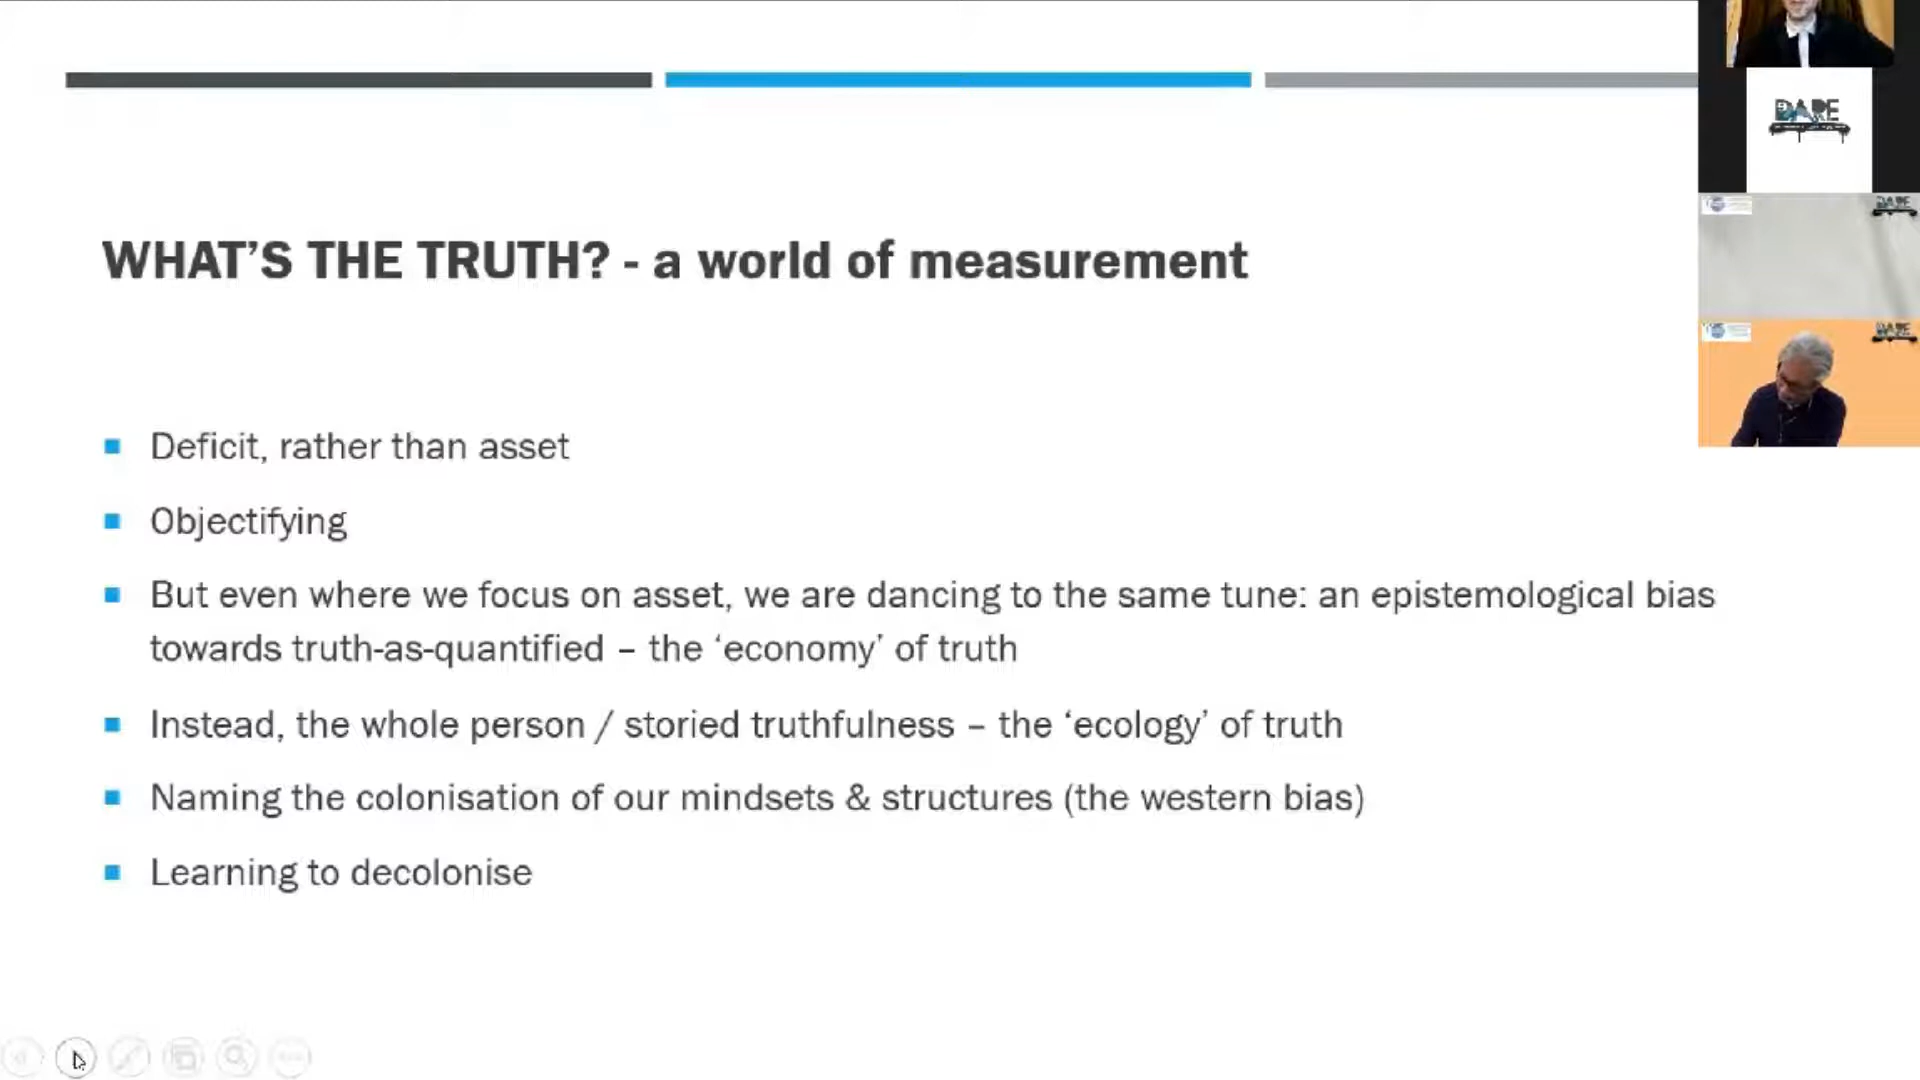 WHAT’S THE TRUTH? - a world of measurement
Deficit, rather than asset
Objectifying
But even where we focus on asset, we are dancing to the same tune: an epistemological bias
towards truth-as-quantified – the ‘economy’ of truth
Instead, the whole person / storied truthfulness – the ‘ecology’ of truth
Naming the colonisation of our mindsets & structures (the western bias)
Learning to decolonise
DARE
DARE
DARE